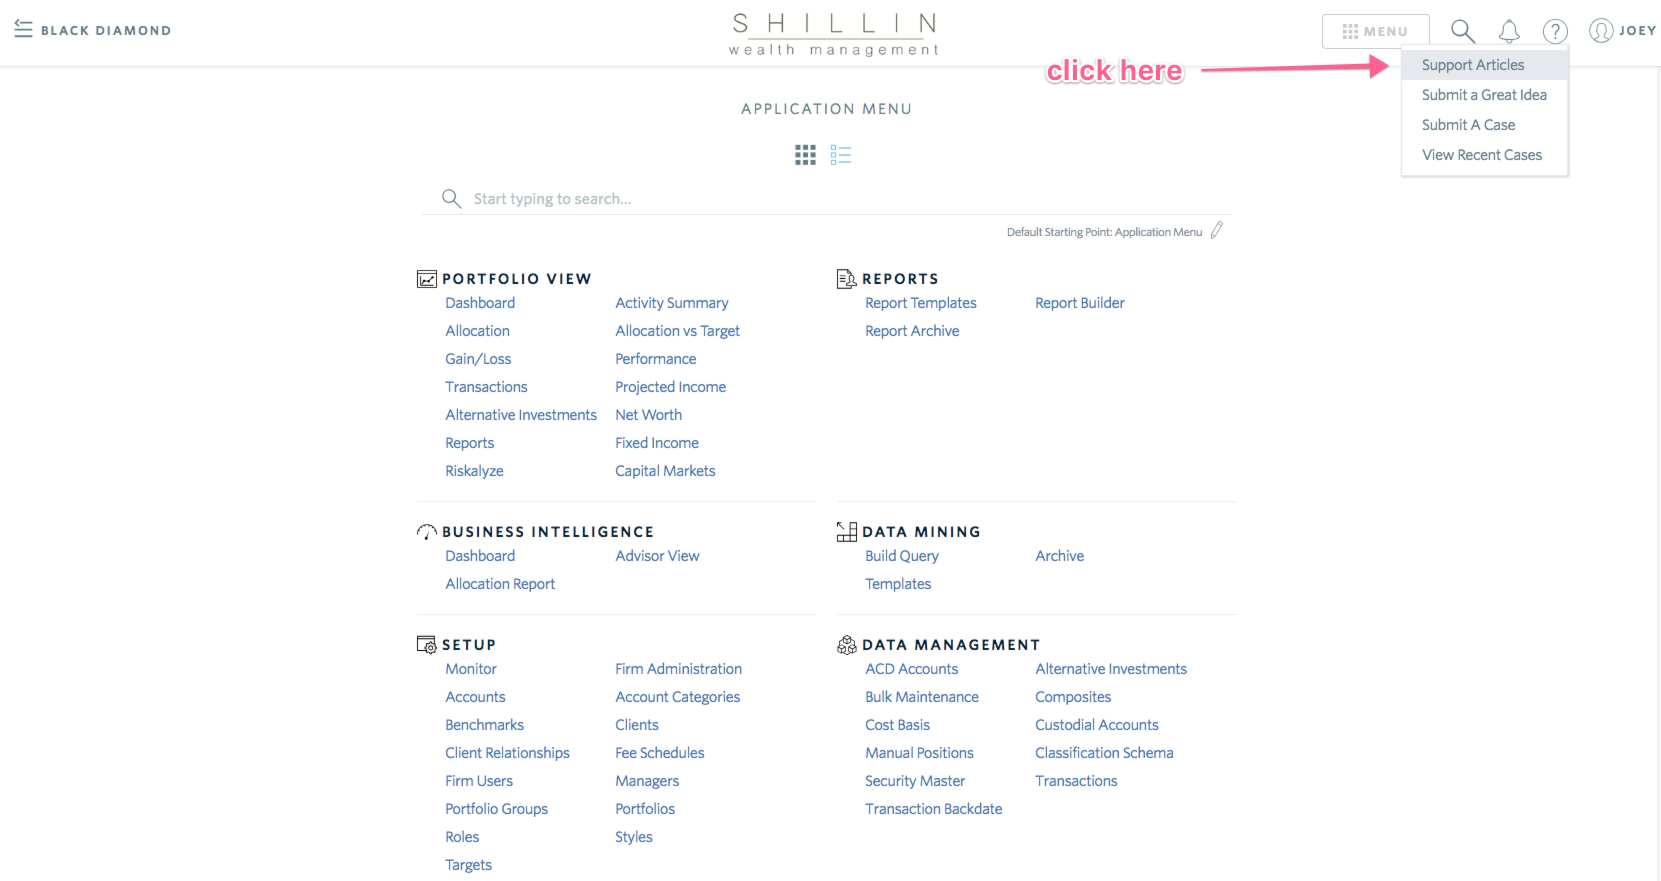 BLACK DIAMOND
SHILLIN
wealth management
MENU
?
JOEY
click here
Support Articles
Submit a Great Idea
Submit A Case
View Recent Cases
APPLICATION MENU
Start typing to search...
Default Starting Point: Application Menu
PORTFOLIO VIEW
Dashboard Activity Summary
Allocation Allocation vs Target
Gain/Loss Performance
Transactions Projected Income
Alternative Investments Net Worth
Reports Fixed Income
Riskalyze Capital Markets
REPORTS
Report Templates Report Builder
Report Archive
BUSINESS INTELLIGENCE
Dashboard Advisor View
Allocation Report
DATA MINING
Build Query Archive
Templates
SETUP
Monitor Firm Administration
Accounts Account Categories
Benchmarks Clients
Client Relationships Fee Schedules
Firm Users Managers
Portfolio Groups Portfolios
Roles Styles
Targets
DATA MANAGEMENT
ACD Accounts Alternative Investments
Bulk Maintenance Composites
Cost Basis Custodial Accounts
Manual Positions Classification Schema
Security Master Transactions
Transaction Backdate